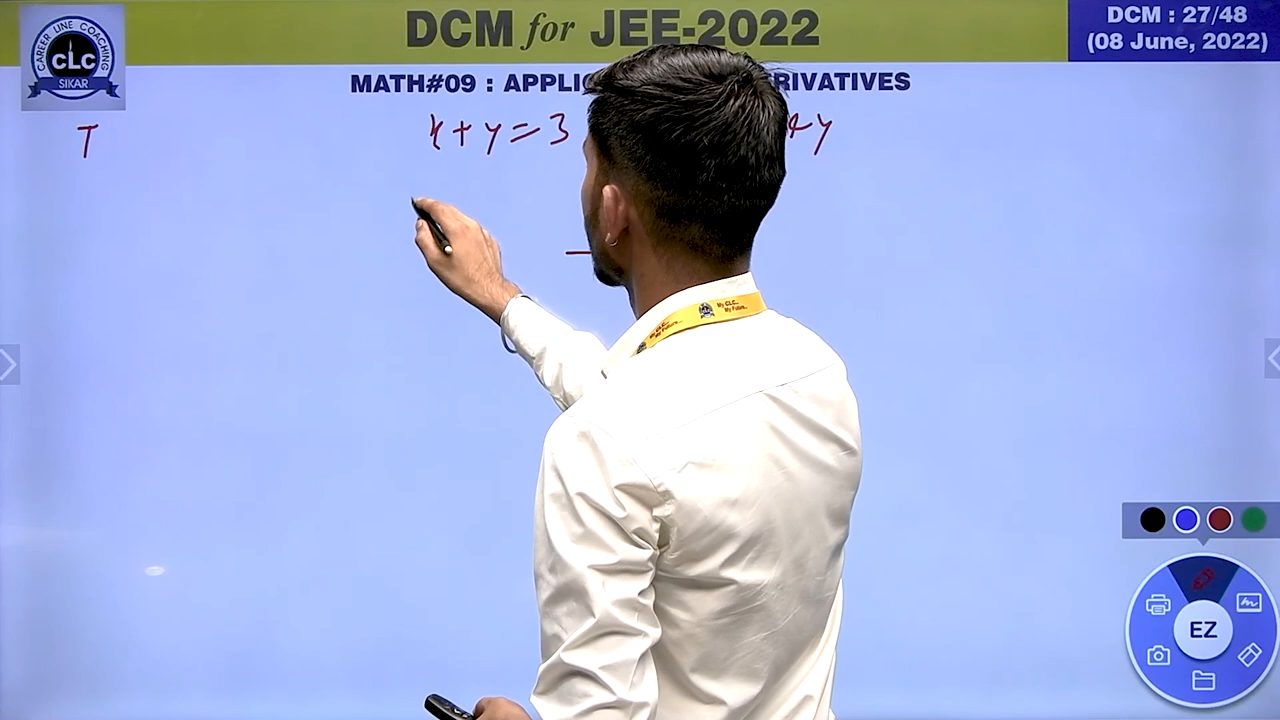 DCM for JEE-2022
DCM : 27/48
(08 June, 2022)
CAREER LINE COACHING
CLC
SIKAR
MATH#09 : APPLIC RIVATIVES
T
x+y=3
+y
My CLC..
My Future..
EZ